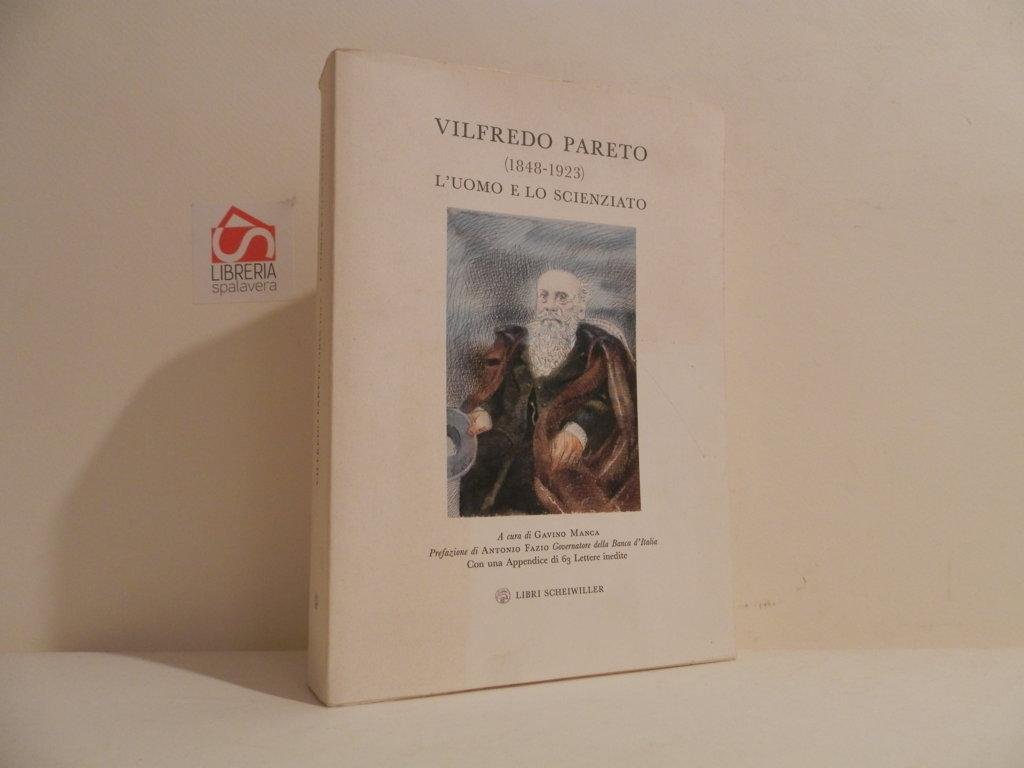 VILFREDO PARETO
(1848-1923)
L'UOMO E LO SCIENZIATO
A cura di GAVINO MANCA
Prefazione di ANTONIO FAZIO Governatore della Banca d'Italia
Con una Appendice di 63 Lettere inedite
LIBRI SCHEIWILLER
LIBRERIA
spalavera